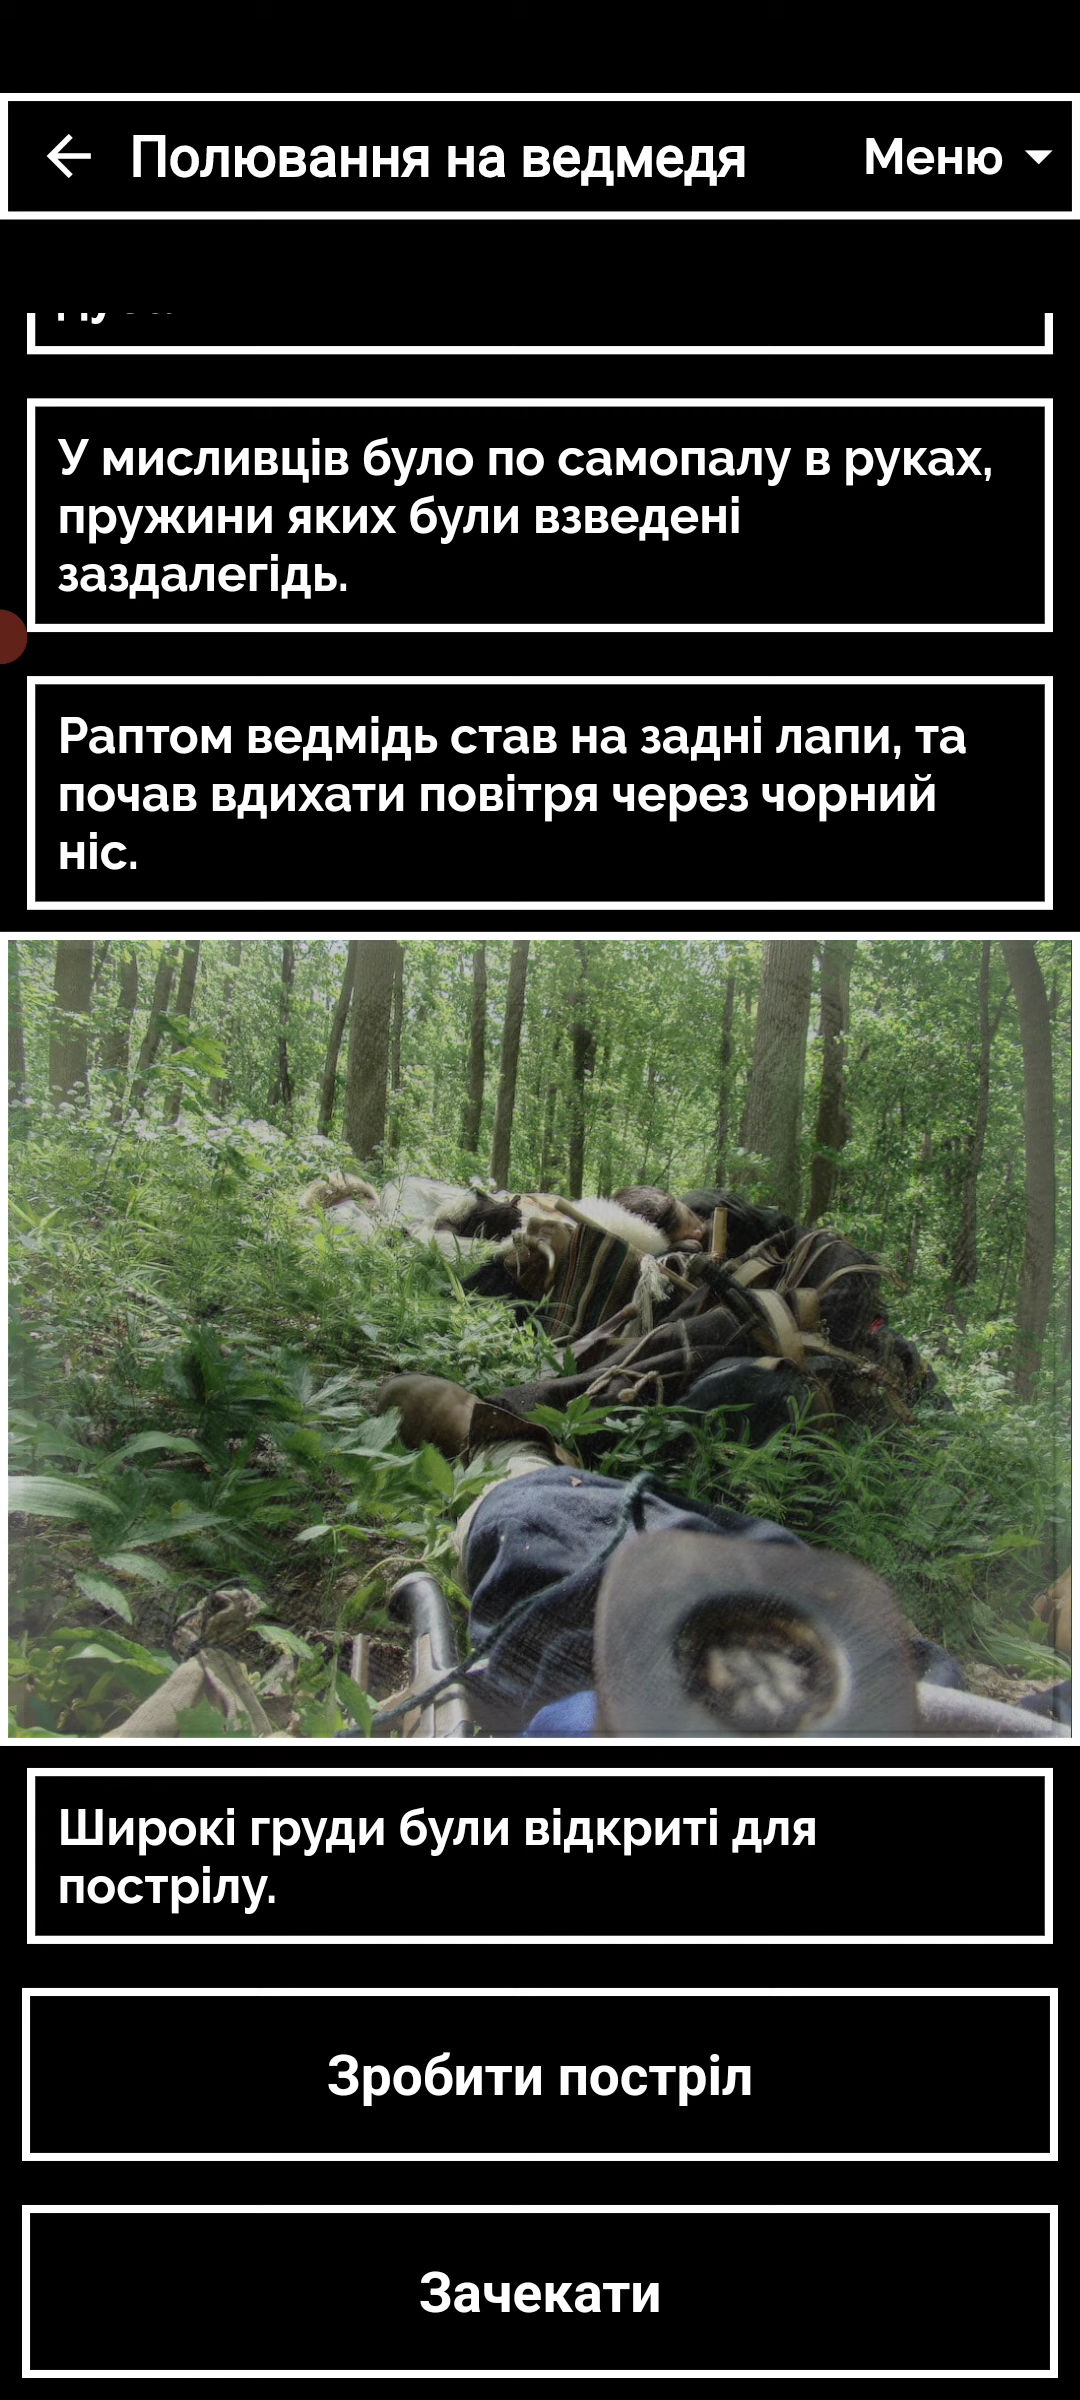 Полювання на ведмедя
Меню
У мисливців було по самопалу в руках,
пружини яких були взведені
заздалегідь.
Раптом ведмідь став на задні лапи, та
почав вдихати повітря через чорний
ніс.
Широкі груди були відкриті для
пострілу.
Зробити постріл
Зачекати